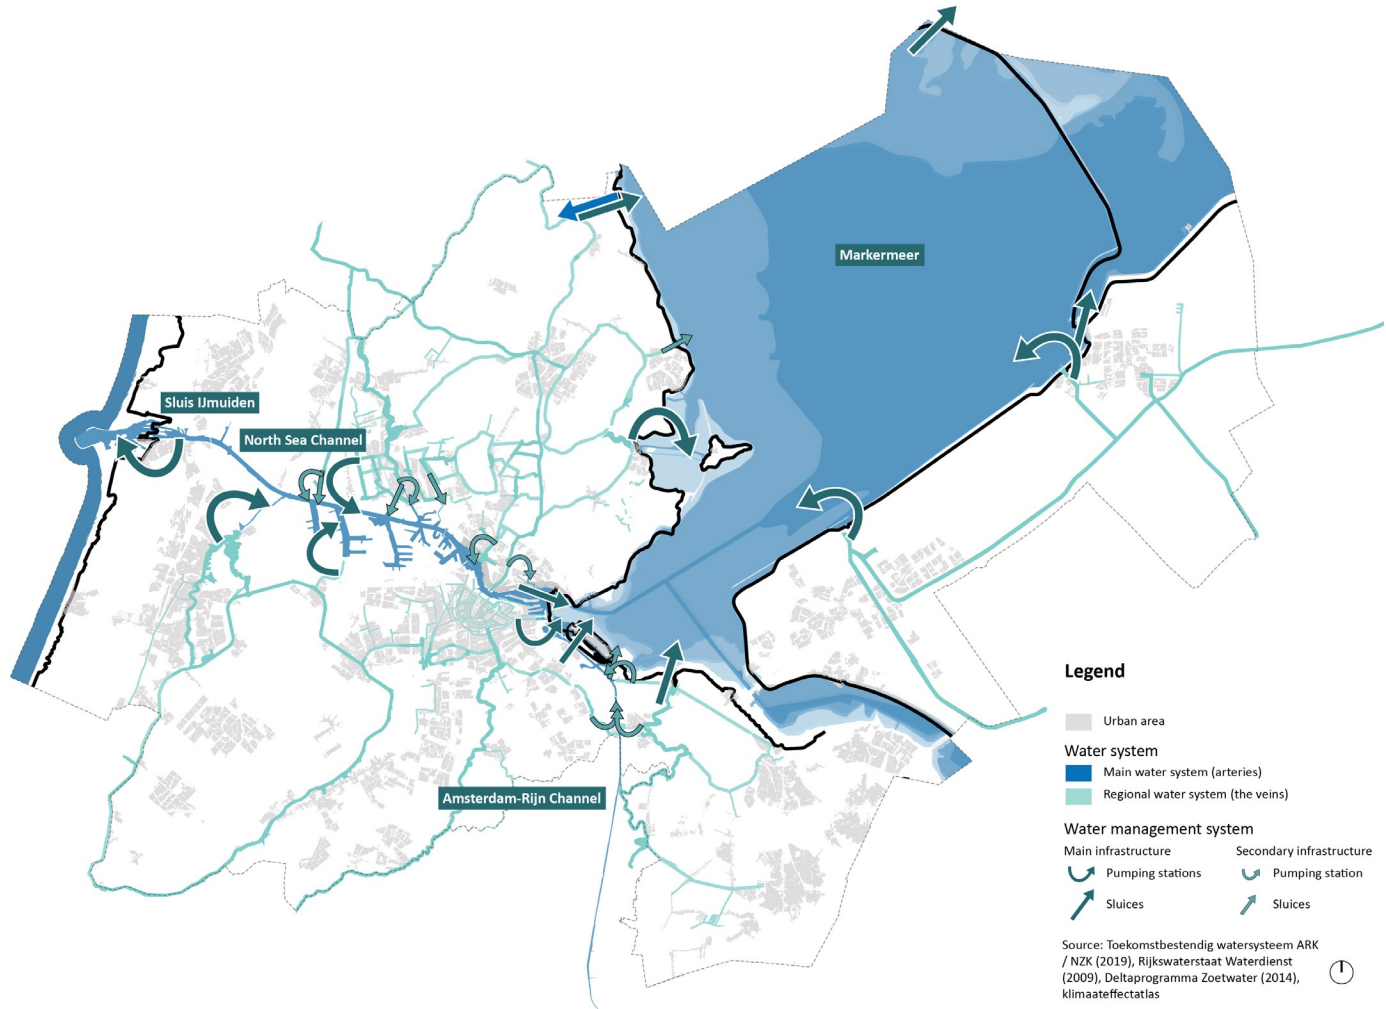 Markermeer
Sluis IJmuiden
North Sea Channel
Amsterdam-Rijn Channel
Legend
Urban area
Water system
Main water system (arteries)
Regional water system (the veins)
Water management system
Main infrastructure
Secondary infrastructure
Pumping stations
Pumping station
Sluices
Sluices
Source: Toekomstbestendig watersysteem ARK
/ NZK (2019), Rijkswaterstaat Waterdienst
(2009), Deltaprogramma Zoetwater (2014),
klimaateffectatlas